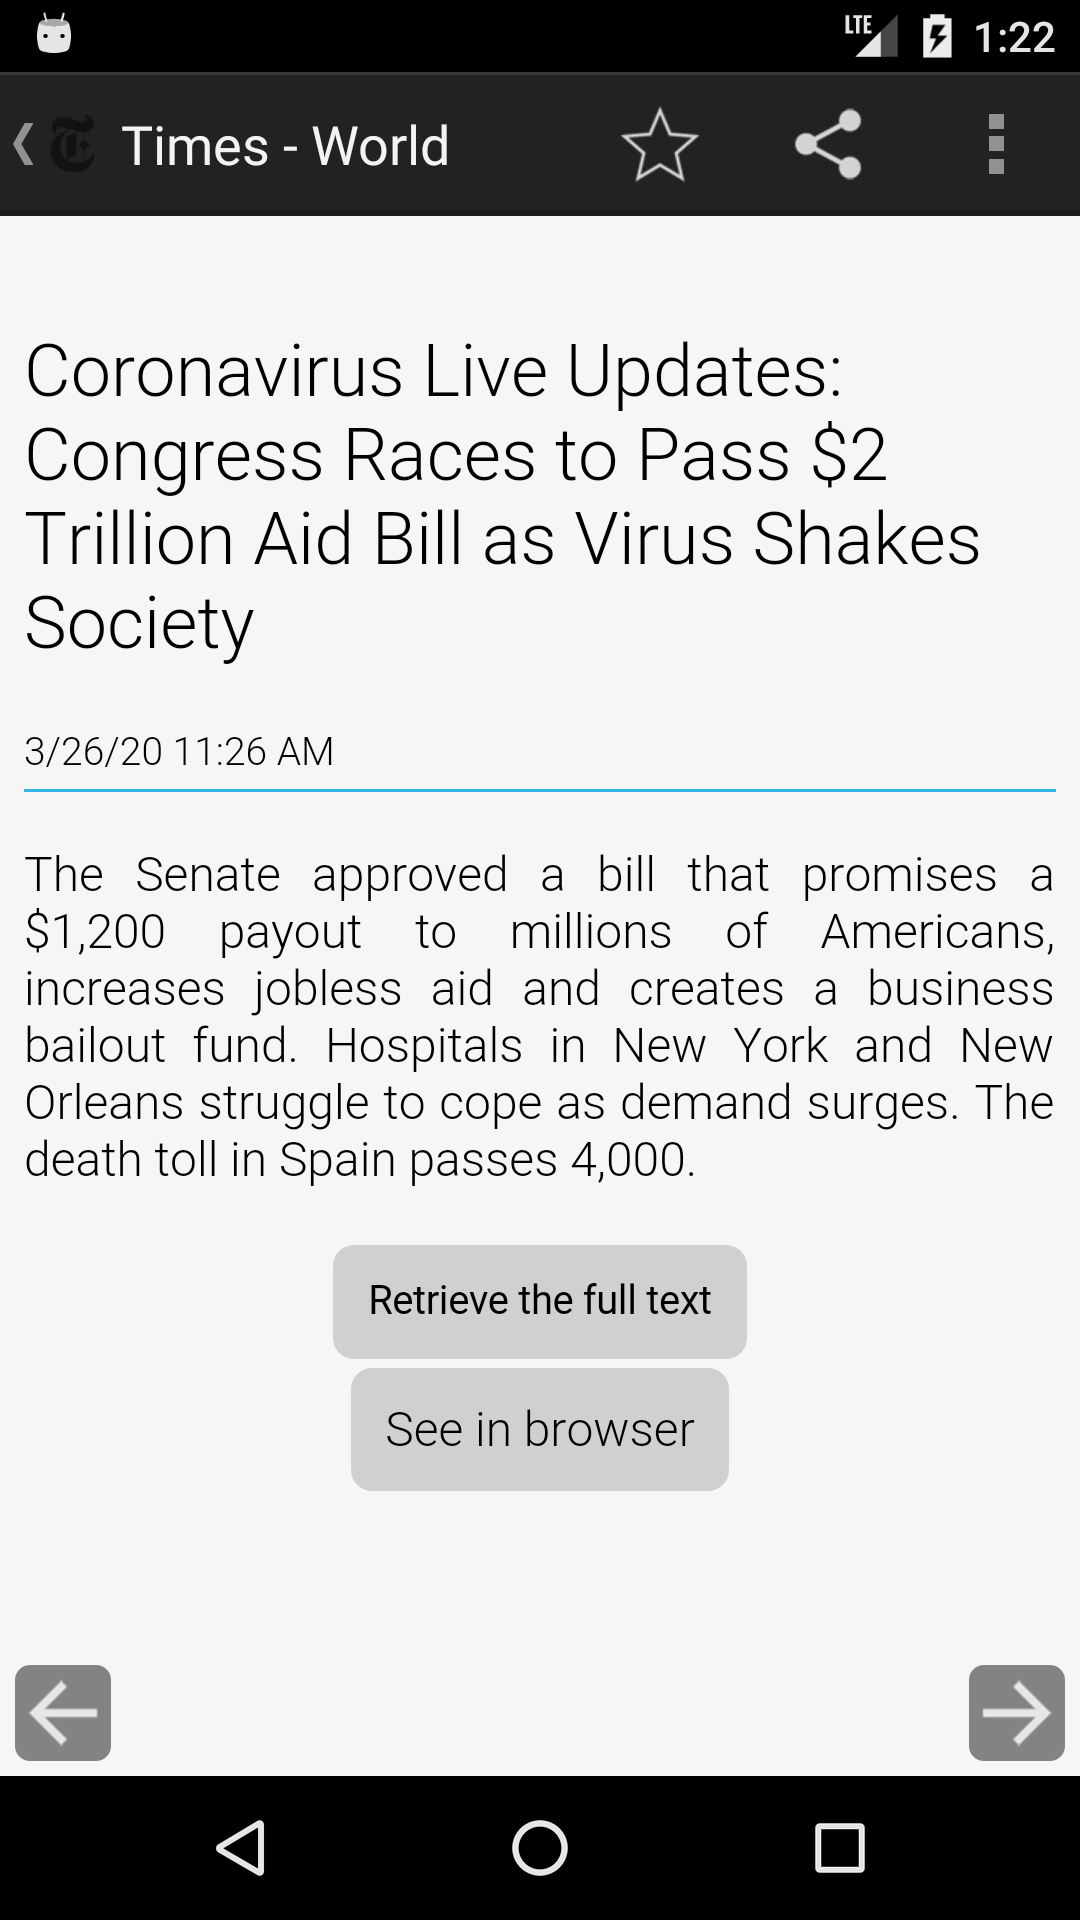 LTE 1:22
Times - World
Coronavirus Live Updates:
Congress Races to Pass $2
Trillion Aid Bill as Virus Shakes
Society
3/26/20 11:26 AM
The Senate approved a bill that promises a
$1,200 payout to millions of Americans,
increases jobless aid and creates a business
bailout fund. Hospitals in New York and New
Orleans struggle to cope as demand surges. The
death toll in Spain passes 4,000.
Retrieve the full text
See in browser